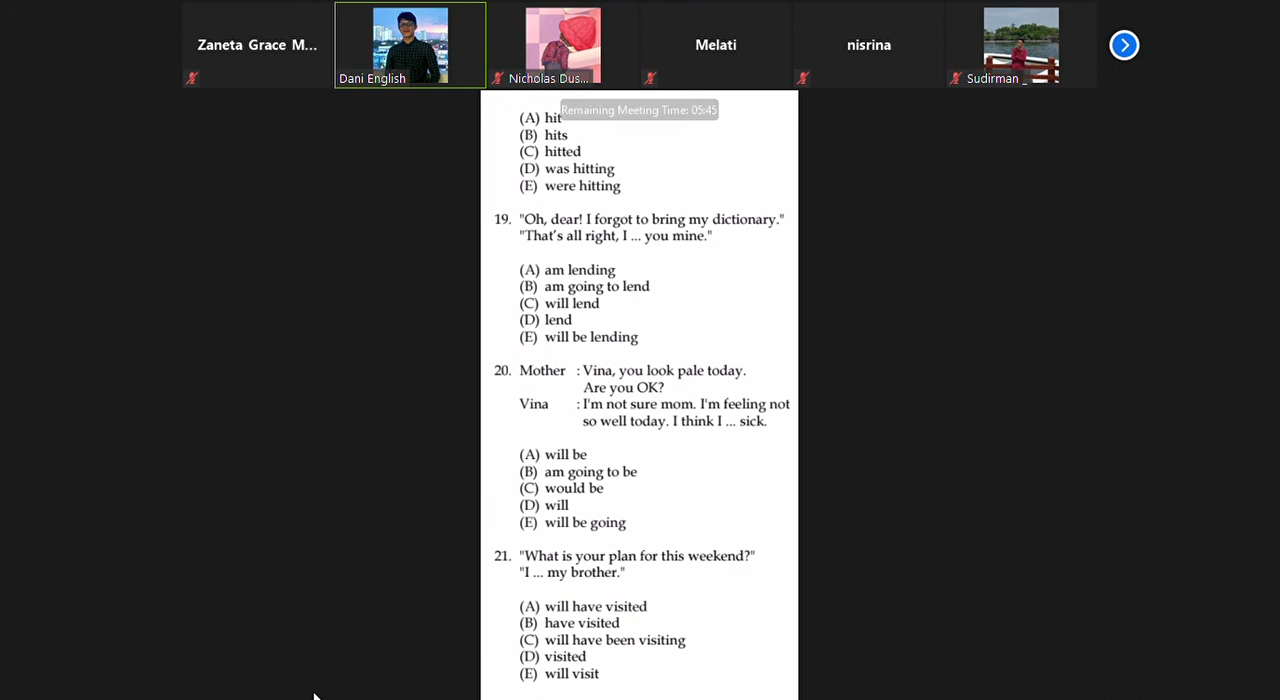 Zaneta Grace M...
Dani English
Nicholas Dus...
Melati
nisrina
Sudirman _
Remaining Meeting Time: 05:45
(A) hit
(B) hits
(C) hitted
(D) was hitting
(E) were hitting
19. "Oh, dear! I forgot to bring my dictionary."
"That's all right, I ... you mine."
(A) am lending
(B) am going to lend
(C) will lend
(D) lend
(E) will be lending
20. Mother : Vina, you look pale today.
Are you OK?
Vina : I'm not sure mom. I'm feeling not
so well today. I think I ... sick.
(A) will be
(B) am going to be
(C) would be
(D) will
(E) will be going
21. "What is your plan for this weekend?"
"I ... my brother."
(A) will have visited
(B) have visited
(C) will have been visiting
(D) visited
(E) will visit